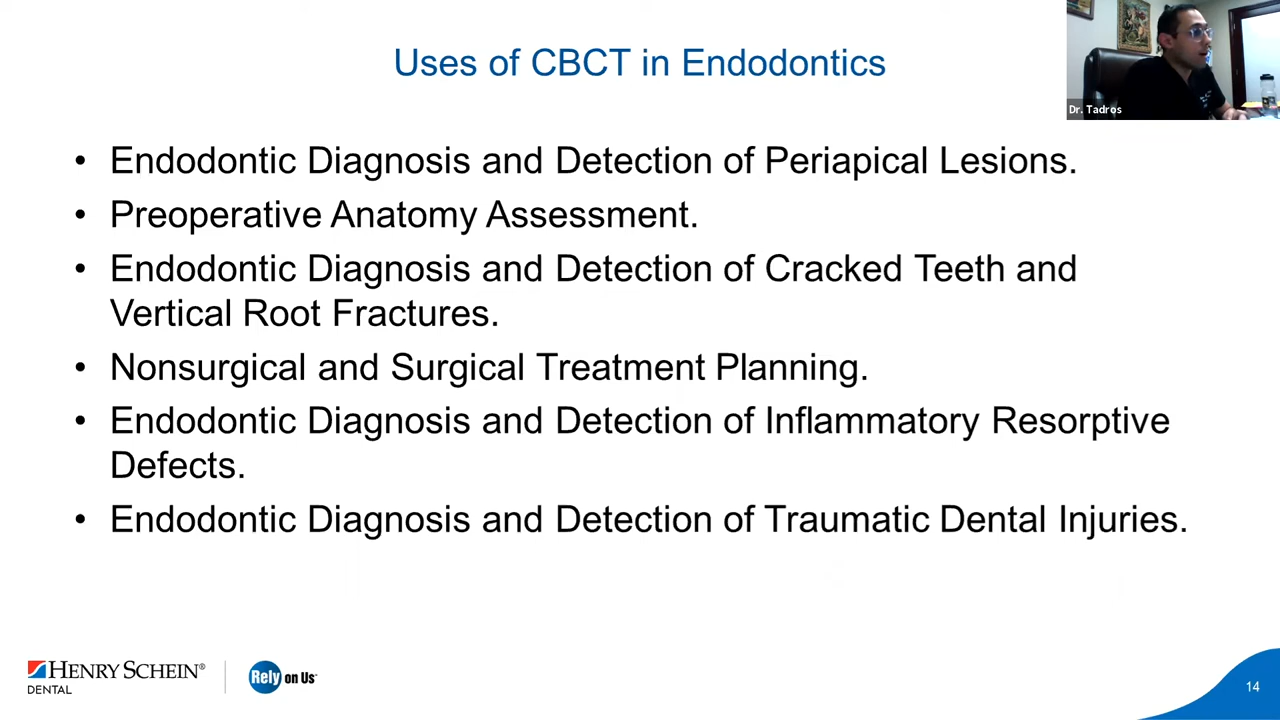 Uses of CBCT in Endodontics
Dr. Tadros
• Endodontic Diagnosis and Detection of Periapical Lesions.
• Preoperative Anatomy Assessment.
• Endodontic Diagnosis and Detection of Cracked Teeth and
Vertical Root Fractures.
• Nonsurgical and Surgical Treatment Planning.
• Endodontic Diagnosis and Detection of Inflammatory Resorptive
Defects.
• Endodontic Diagnosis and Detection of Traumatic Dental Injuries.
HENRY SCHEIN®
DENTAL
Rely on Us™
14